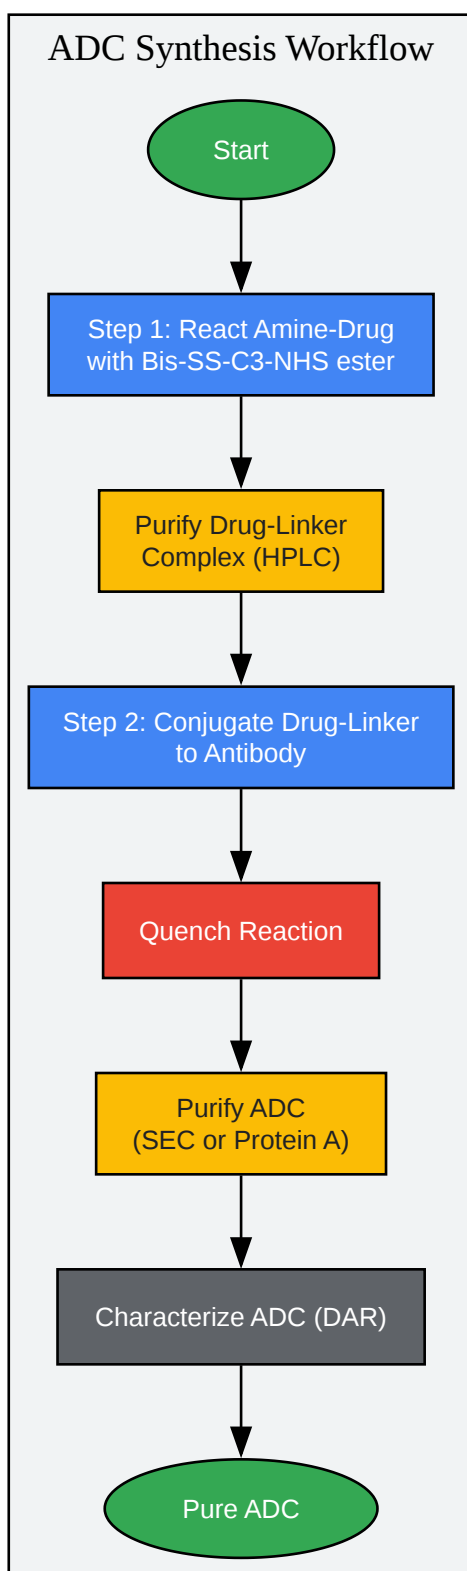 ADC Synthesis Workflow
Start
Step 1: React Amine-Drug
with Bis-SS-C3-NHS ester
Purify Drug-Linker
Complex (HPLC)
Step 2: Conjugate Drug-Linker
to Antibody
Quench Reaction
Purify ADC
(SEC or Protein A)
Characterize ADC (DAR)
Pure ADC